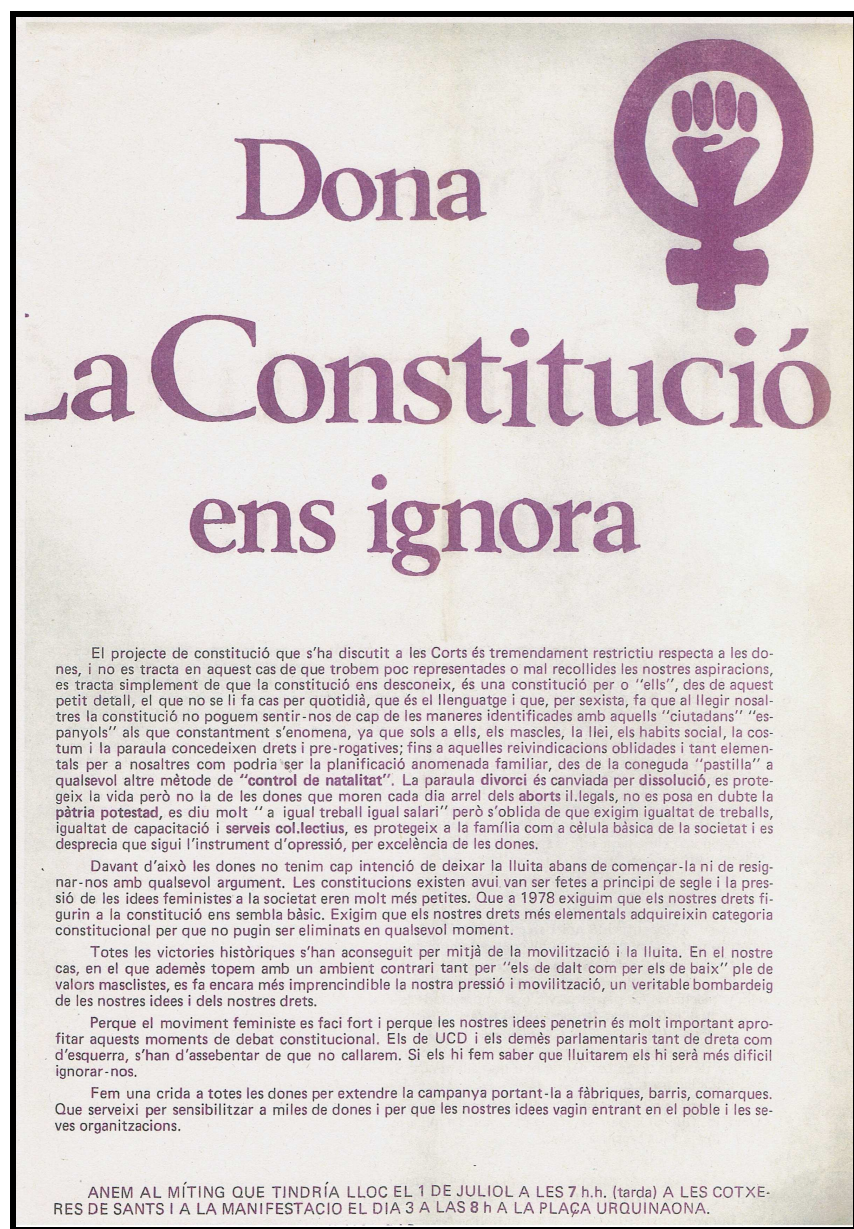 Dona
La Constitució
ens ignora
El projecte de constitució que s'ha discutit a les Corts és tremendament restrictiu respecta a les do-
nes, i no es tracta en aquest cas de que trobem poc representades o mal recollides les nostres aspiracions,
es tracta simplement de que la constitució ens desconeix, és una constitució per o "ells", des de aquest
petit detall, el que no se li fa cas per quotidià, que és el llenguatge i que, per sexista, fa que al llegir nosal-
tres la constitució no poguem sentir-nos de cap de les maneres identificades amb aquells "ciutadans" "es-
panyols" als que constantment s'enomena, ya que sols a ells, els mascles, la llei, els habits social, la cos-
tum i la paraula concedeixen drets i pre-rogatives; fins a aquelles reivindicacions oblidades i tant elemen-
tals per a nosaltres com podria ser la planificació anomenada familiar, des de la coneguda "pastilla" a
qualsevol altre mètode de "control de natalitat". La paraula divorci és canviada per dissolució, es prote-
geix la vida però no la de les dones que moren cada dia arrel dels aborts il.legals, no es posa en dubte la
pàtria potestad, es diu molt " a igual treball igual salari" però s'oblida de que exigim igualtat de treballs,
igualtat de capacitació i serveis col.lectius, es protegeix a la família com a cèlula bàsica de la societat i es
desprecia que sigui l'instrument d'opressió, per excelència de les dones.
Davant d'això les dones no tenim cap intenció de deixar la lluita abans de començar-la ni de resig-
nar-nos amb qualsevol argument. Les constitucions existen avui van ser fetes a principi de segle i la pres-
sió de les idees feministes a la societat eren molt més petites. Que a 1978 exiguim que els nostres drets fi-
gurin a la constitució ens sembla bàsic. Exigim que els nostres drets més elementals adquireixin categoria
constitucional per que no pugin ser eliminats en qualsevol moment.
Totes les victories històriques s'han aconseguit per mitjà de la movilització i la lluita. En el nostre
cas, en el que ademès topem amb un ambient contrari tant per "els de dalt com per els de baix" ple de
valors masclistes, es fa encara més imprencindible la nostra pressió i movilització, un veritable bombardeig
de les nostres idees i dels nostres drets.
Perque el moviment feministe es faci fort i perque les nostres idees penetrin és molt important apro-
fitar aquests moments de debat constitucional. Els de UCD i els demès parlamentaris tant de dreta com
d'esquerra, s'han d'assebentar de que no callarem. Si els hi fem saber que lluitarem els hi serà més dificil
ignorar-nos.
Fem una crida a totes les dones per extendre la campanya portant-la a fàbriques, barris, comarques.
Que serveixi per sensibilitzar a miles de dones i per que les nostres idees vagin entrant en el poble i les se-
ves organitzacions.
ANEM AL MÍTING QUE TINDRÍA LLOC EL 1 DE JULIOL A LES 7 h.h. (tarda) A LES COTXE-
RES DE SANTS I A LA MANIFESTACIO EL DIA 3 A LAS 8 h A LA PLAÇA URQUINAONA.